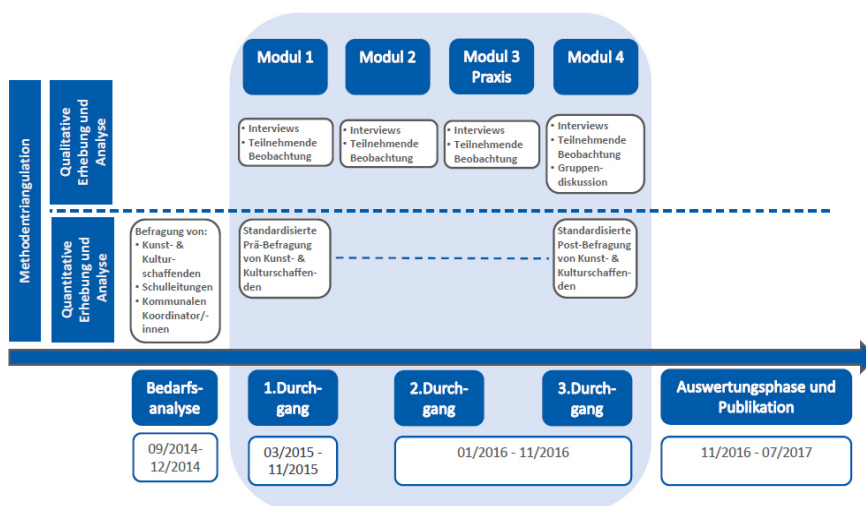 Modul 1
Modul 2
Modul 3
Praxis
Modul 4
Methodentriangulation
Qualitative
Erhebung und
Analyse
• Interviews
• Teilnehmende
Beobachtung
• Interviews
• Teilnehmende
Beobachtung
• Interviews
• Teilnehmende
Beobachtung
• Interviews
• Teilnehmende
Beobachtung
• Gruppen-
diskussion
Quantitative
Erhebung und
Analyse
Befragung von:
• Kunst- &
Kultur-
schaffenden
• Schulleitungen
• Kommunalen
Koordinator/-
innen
Standardisierte
Prä-Befragung
von Kunst- &
Kulturschaffen-
den
Standardisierte
Post-Befragung
von Kunst- &
Kulturschaffen-
den
Bedarfs-
analyse
1.Durch-
gang
2.Durch-
gang
3.Durch-
gang
Auswertungsphase und
Publikation
09/2014-
12/2014
03/2015 -
11/2015
01/2016 - 11/2016
11/2016 - 07/2017